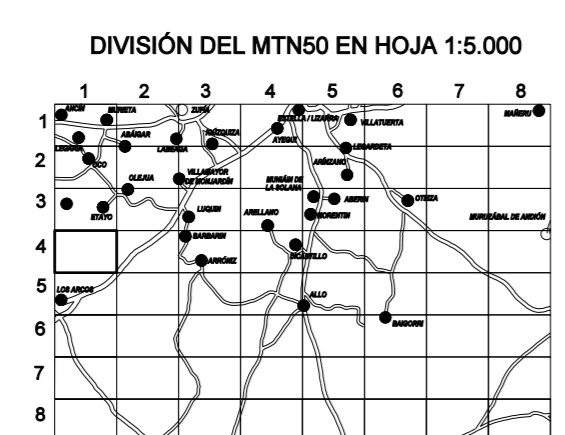 DIVISIÓN DEL MTN50 EN HOJA 1:5.000
1 2 3 4 5 6 7 8
1
ANCÍN
MURIETA
ZUFÍA
ESTELLA / LIZARRA
VILLATUERTA
MAÑERU
ABÁIGAR
LABEAGA
IGÚZQUIZA
AYEGUI
LEGARIA
LEGARDETA
2
OCO
ARÍNZANO
OLEJUA
VILLAMAYOR
DE MONJARDÍN
MUNIÁIN DE
LA SOLANA
3
ABERIN
OTEIZA
ETAYO
LUQUIN
ARELLANO
MORENTIN
MURUZÁBAL DE ANDIÓN
4
BARBARIN
DICASTILLO
ARRÓNIZ
5
LOS ARCOS
ALLO
6
BAIGORRI
7
8